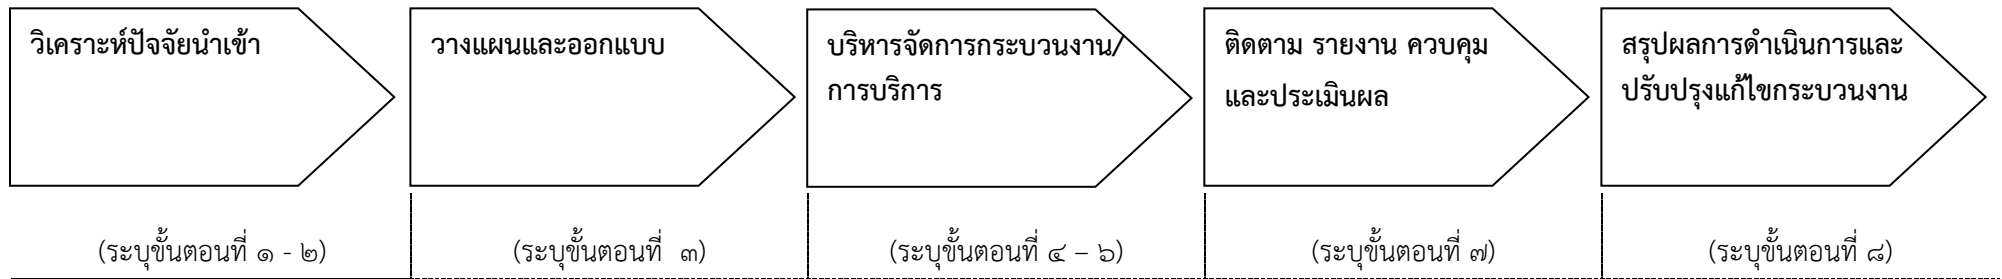 วิเคราะห์ปัจจัยนำเข้า
วางแผนและออกแบบ
บริหารจัดการกระบวนงาน/
การบริการ
ติดตาม รายงาน ควบคุม
และประเมินผล
สรุปผลการดำเนินการและ
ปรับปรุงแก้ไขกระบวนงาน
(ระบุขั้นตอนที่ ๑ - ๒)
(ระบุขั้นตอนที่ ๓)
(ระบุขั้นตอนที่ ๔ – ๖)
(ระบุขั้นตอนที่ ๗)
(ระบุขั้นตอนที่ ๘)